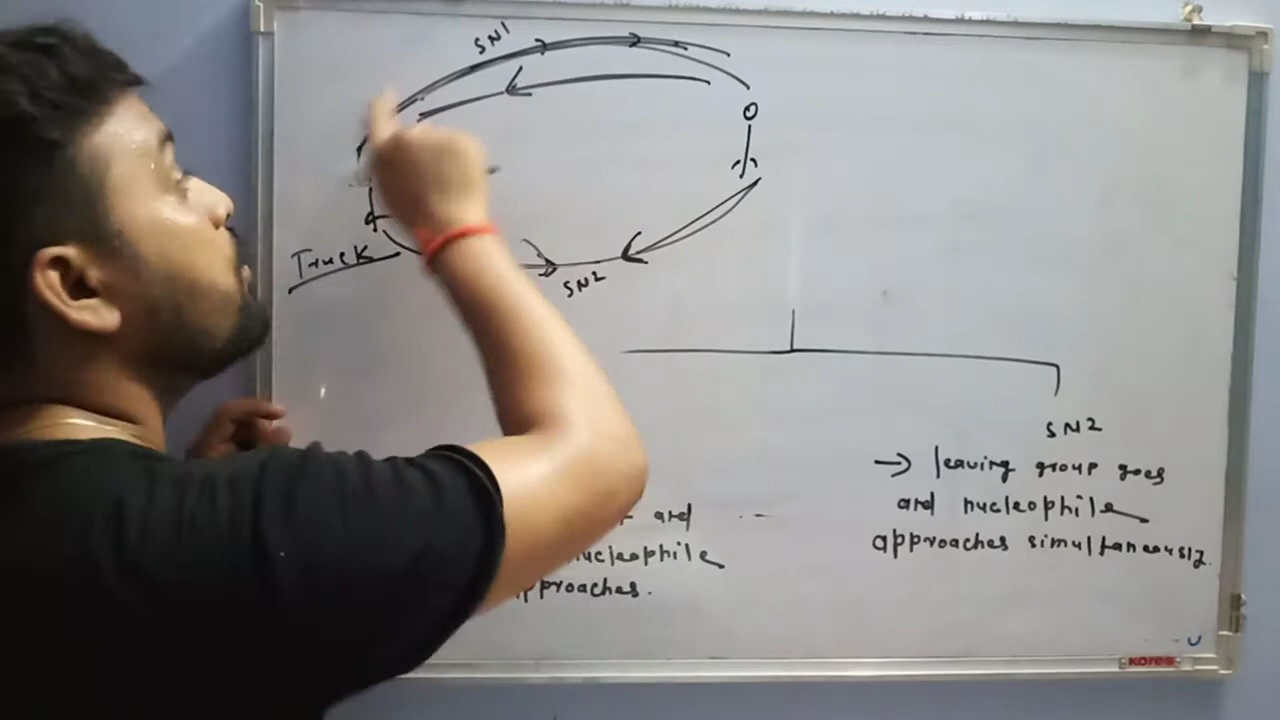 SN1
Truck
SN2
SN2
→ leaving group goes
and nucleophile
approaches simultaneously.
and
nucleophile
approaches.
KORES